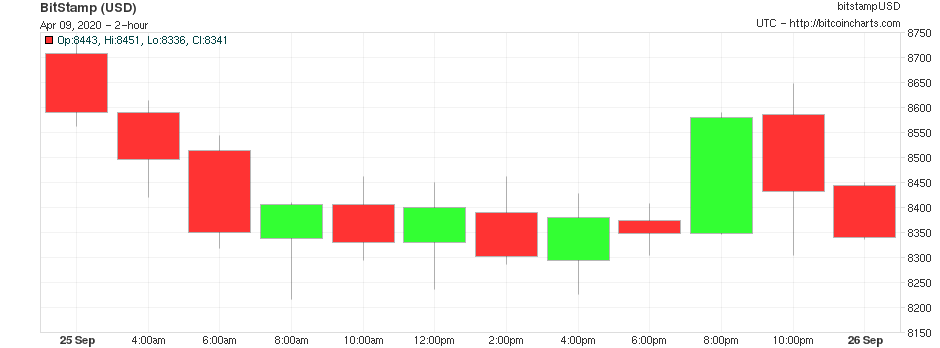 BitStamp (USD)
bitstampUSD
Apr 09, 2020 - 2-hour
UTC - http://bitcoincharts.com
Op:8443, Hi:8451, Lo:8336, Cl:8341
8750
8700
8650
8600
8550
8500
8450
8400
8350
8300
8250
8200
8150
25 Sep 4:00am 6:00am 8:00am 10:00am 12:00pm 2:00pm 4:00pm 6:00pm 8:00pm 10:00pm 26 Sep